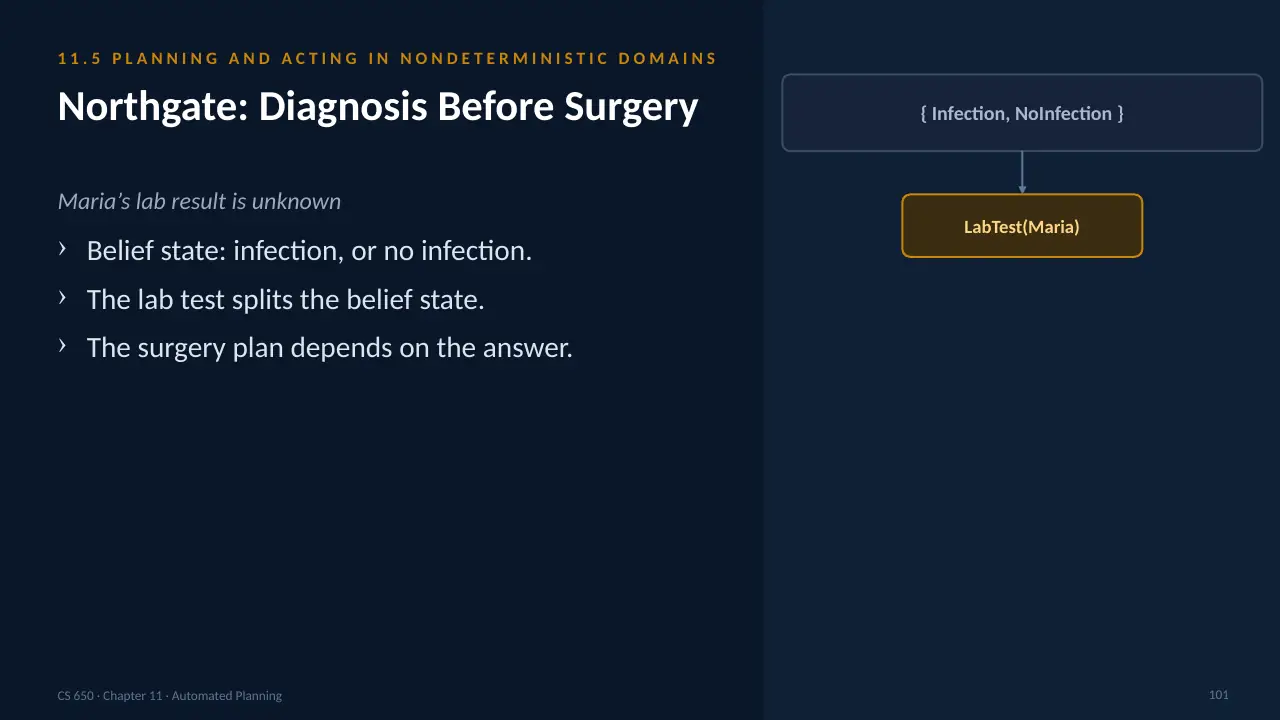 11.5 PLANNING AND ACTING IN NONDETERMINISTIC DOMAINS
Northgate: Diagnosis Before Surgery
Maria’s lab result is unknown
› Belief state: infection, or no infection.
› The lab test splits the belief state.
› The surgery plan depends on the answer.
{ Infection, NoInfection }
LabTest(Maria)
CS 650 · Chapter 11 · Automated Planning
101